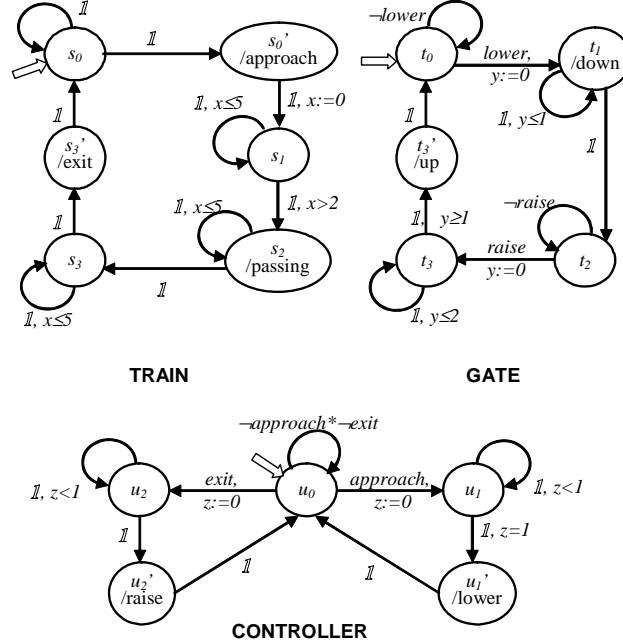 𝟙
s₀
𝟙
s₀’
/approach
𝟙, x≤5
𝟙, x:=0
s₁
𝟙
s₃’
/exit
𝟙, x≤5
𝟙, x>2
𝟙
s₂
/passing
s₃
𝟙
𝟙, x≤5
TRAIN
¬lower
t₀
lower,
y:=0
t₁
/down
𝟙, y≤1
𝟙
𝟙
t₃’
/up
¬raise
𝟙, y≥1
raise
y:=0
t₃
t₂
𝟙, y≤2
GATE
¬approach*¬exit
u₂
exit,
z:=0
u₀
approach,
z:=0
u₁
𝟙, z<1
𝟙, z<1
𝟙
𝟙, z=1
u₂’
/raise
𝟙
𝟙
u₁’
/lower
CONTROLLER